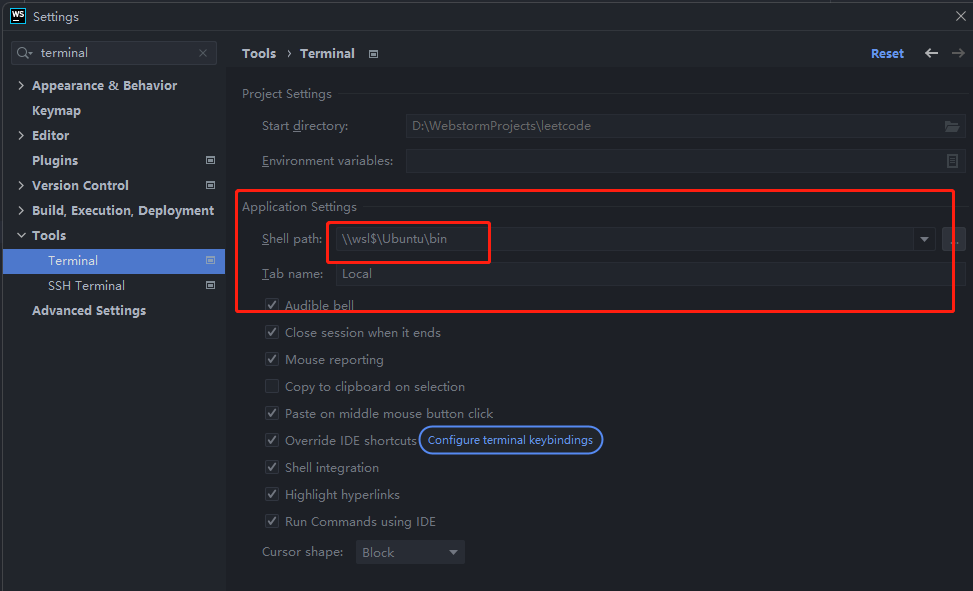 WS Settings
terminal
Tools › Terminal
Reset
Appearance & Behavior
Keymap
Editor
Plugins
Version Control
Build, Execution, Deployment
Tools
Terminal
SSH Terminal
Advanced Settings
Project Settings
Start directory: D:\WebstormProjects\leetcode
Environment variables:
Application Settings
Shell path: \\wsl$\Ubuntu\bin
...
Tab name: Local
Audible bell
Close session when it ends
Mouse reporting
Copy to clipboard on selection
Paste on middle mouse button click
Override IDE shortcuts Configure terminal keybindings
Shell integration
Highlight hyperlinks
Run Commands using IDE
Cursor shape: Block